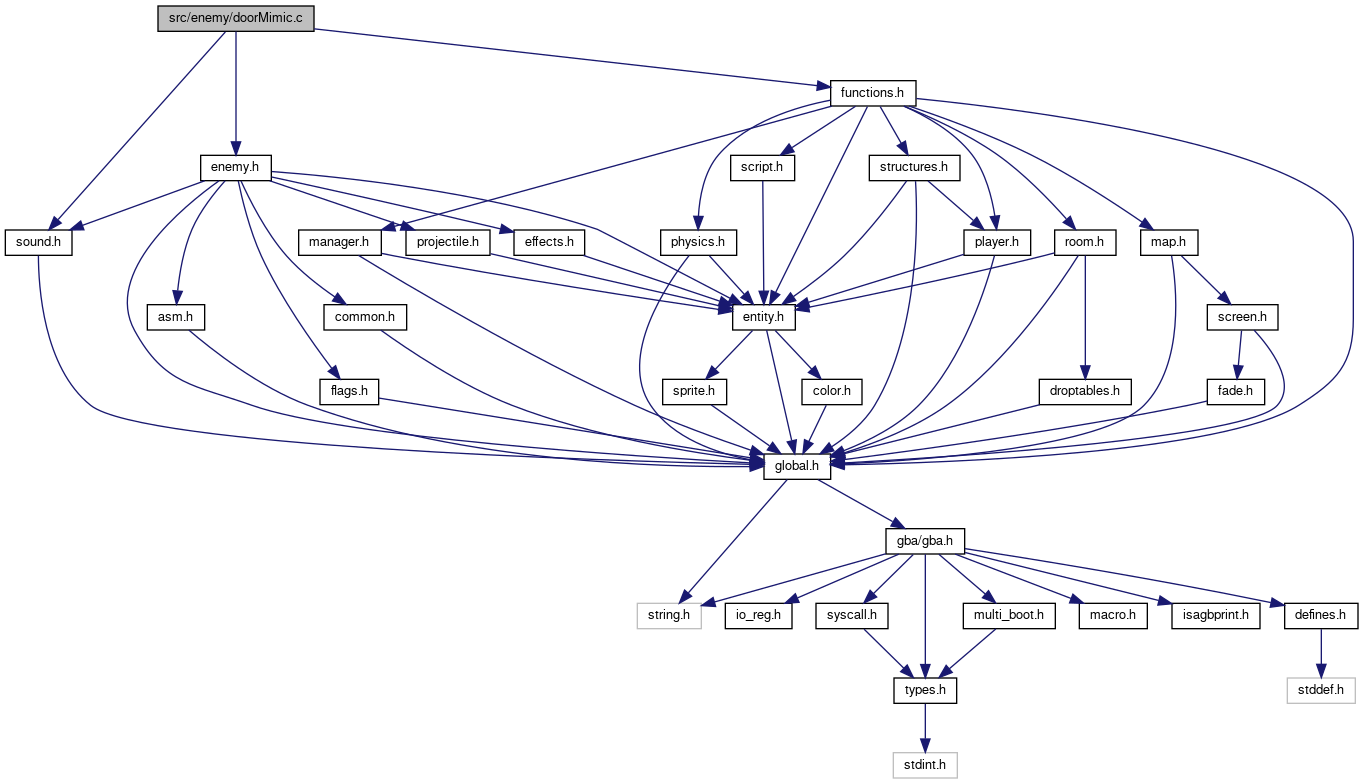 src/enemy/doorMimic.c
functions.h
enemy.h
script.h
structures.h
sound.h
manager.h
projectile.h
effects.h
physics.h
player.h
room.h
map.h
asm.h
common.h
entity.h
screen.h
flags.h
sprite.h
color.h
droptables.h
fade.h
global.h
gba/gba.h
string.h
io_reg.h
syscall.h
multi_boot.h
macro.h
isagbprint.h
defines.h
types.h
stddef.h
stdint.h